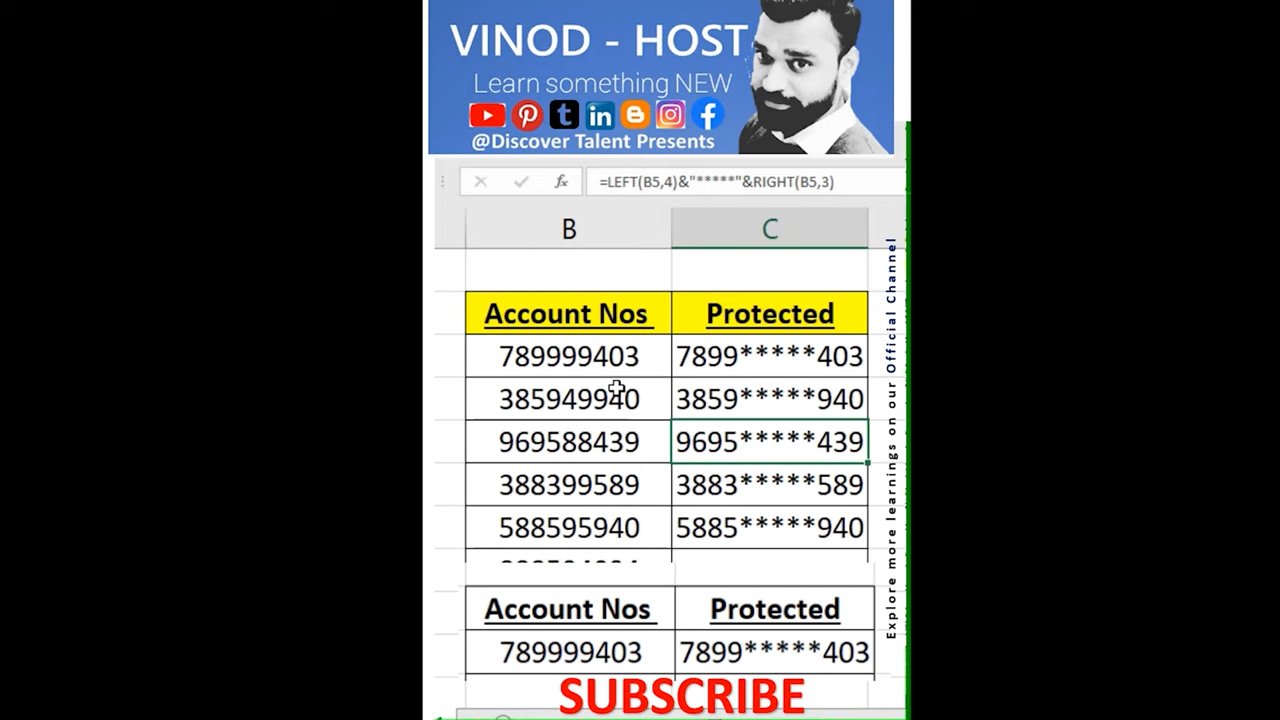 VINOD - HOST
Learn something NEW
@Discover Talent Presents
=LEFT(B5,4)&"*****"&RIGHT(B5,3)
B C
Account Nos Protected
789999403 7899*****403
385949940 3859*****940
969588439 9695*****439
388399589 3883*****589
588595940 5885*****940
Account Nos Protected
789999403 7899*****403
SUBSCRIBE
Explore more learnings on our Official Channel